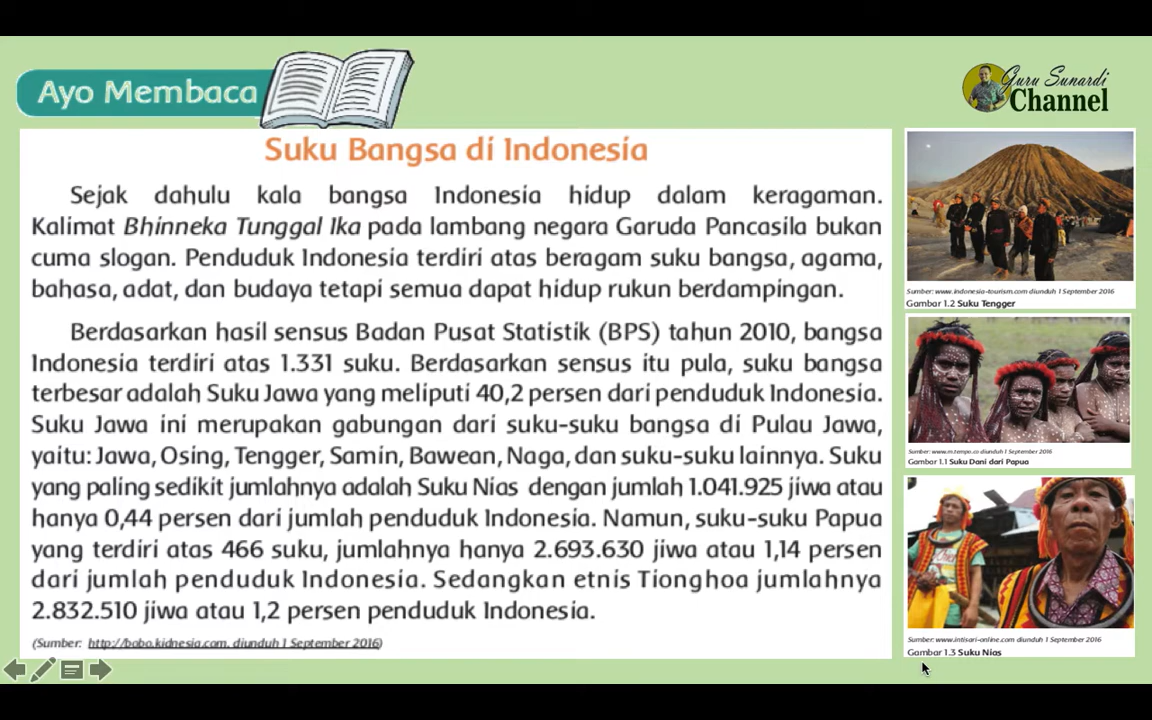 Ayo Membaca
Guru Sunardi
Channel
Suku Bangsa di Indonesia
Sejak dahulu kala bangsa Indonesia hidup dalam keragaman.
Kalimat Bhinneka Tunggal Ika pada lambang negara Garuda Pancasila bukan
cuma slogan. Penduduk Indonesia terdiri atas beragam suku bangsa, agama,
bahasa, adat, dan budaya tetapi semua dapat hidup rukun berdampingan.
Berdasarkan hasil sensus Badan Pusat Statistik (BPS) tahun 2010, bangsa
Indonesia terdiri atas 1.331 suku. Berdasarkan sensus itu pula, suku bangsa
terbesar adalah Suku Jawa yang meliputi 40,2 persen dari penduduk Indonesia.
Suku Jawa ini merupakan gabungan dari suku-suku bangsa di Pulau Jawa,
yaitu: Jawa, Osing, Tengger, Samin, Bawean, Naga, dan suku-suku lainnya. Suku
yang paling sedikit jumlahnya adalah Suku Nias dengan jumlah 1.041.925 jiwa atau
hanya 0,44 persen dari jumlah penduduk Indonesia. Namun, suku-suku Papua
yang terdiri atas 466 suku, jumlahnya hanya 2.693.630 jiwa atau 1,14 persen
dari jumlah penduduk Indonesia. Sedangkan etnis Tionghoa jumlahnya
2.832.510 jiwa atau 1,2 persen penduduk Indonesia.
(Sumber: http://bobo.kidnesia.com, diunduh 1 September 2016)
Sumber: www.indonesia-tourism.com diunduh 1 September 2016
Gambar 1.2 Suku Tengger
Sumber: www.m.tempo.co diunduh 1 September 2016
Gambar 1.1 Suku Dani dari Papua
Sumber: www.intisari-online.com diunduh 1 September 2016
Gambar 1.3 Suku Nias